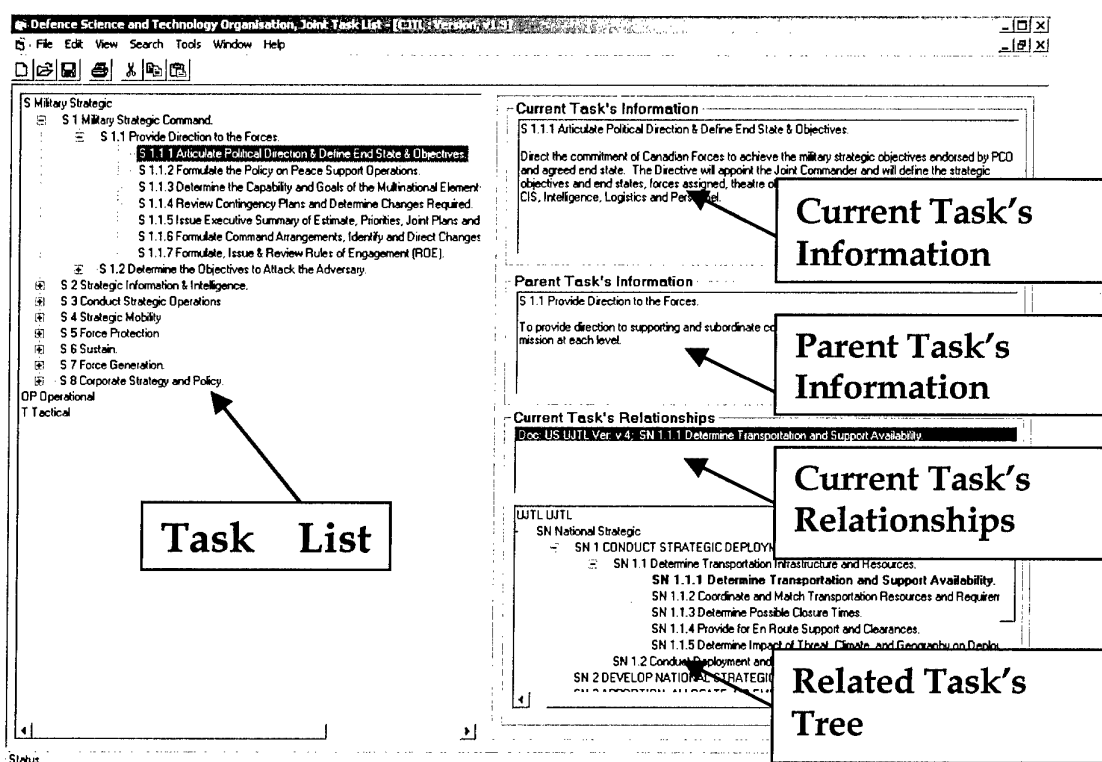 Defence Science and Technology Organisation, Joint Task List - [CJTL : Version v1.3]
File Edit View Search Tools Window Help
S Military Strategic
S 1 Military Strategic Command.
S 1.1 Provide Direction to the Forces.
S 1.1.1 Articulate Political Direction & Define End State & Objectives.
S 1.1.2 Formulate the Policy on Peace Support Operations.
S 1.1.3 Determine the Capability and Goals of the Multinational Element
S 1.1.4 Review Contingency Plans and Determine Changes Required.
S 1.1.5 Issue Executive Summary of Estimate, Priorities, Joint Plans and
S 1.1.6 Formulate Command Arrangements, Identify and Direct Changes
S 1.1.7 Formulate, Issue & Review Rules of Engagement (ROE).
S 1.2 Determine the Objectives to Attack the Adversary.
S 2 Strategic Information & Intelligence.
S 3 Conduct Strategic Operations
S 4 Strategic Mobility
S 5 Force Protection
S 6 Sustain.
S 7 Force Generation.
S 8 Corporate Strategy and Policy.
OP Operational
T Tactical
Task List
Current Task's Information
S 1.1.1 Articulate Political Direction & Define End State & Objectives.
Direct the commitment of Canadian Forces to achieve the military strategic objectives endorsed by PCO
and agreed end state. The Directive will appoint the Joint Commander and will define the strategic
objectives and end states, forces assigned, theatre o
CIS, Intelligence, Logistics and Personnel.
Current Task's
Information
Parent Task's Information
S 1.1 Provide Direction to the Forces.
To provide direction to supporting and subordinate co
mission at each level.
Parent Task's
Information
Current Task's Relationships
Doc: US UJTL Ver: v 4; SN 1.1.1 Determine Transportation and Support Availability
Current Task's
Relationships
UJTL UJTL
SN National Strategic
SN 1 CONDUCT STRATEGIC DEPLOYM
SN 1.1 Determine Transportation Infrastructure and Resources.
SN 1.1.1 Determine Transportation and Support Availability.
SN 1.1.2 Coordinate and Match Transportation Resources and Requirem
SN 1.1.3 Determine Possible Closure Times.
SN 1.1.4 Provide for En Route Support and Clearances.
SN 1.1.5 Determine Impact of Threat, Climate, and Geography on Deplo
SN 1.2 Conduct Deployment and
SN 2 DEVELOP NATIONAL STRATEGIC
Related Task's
Tree
Status